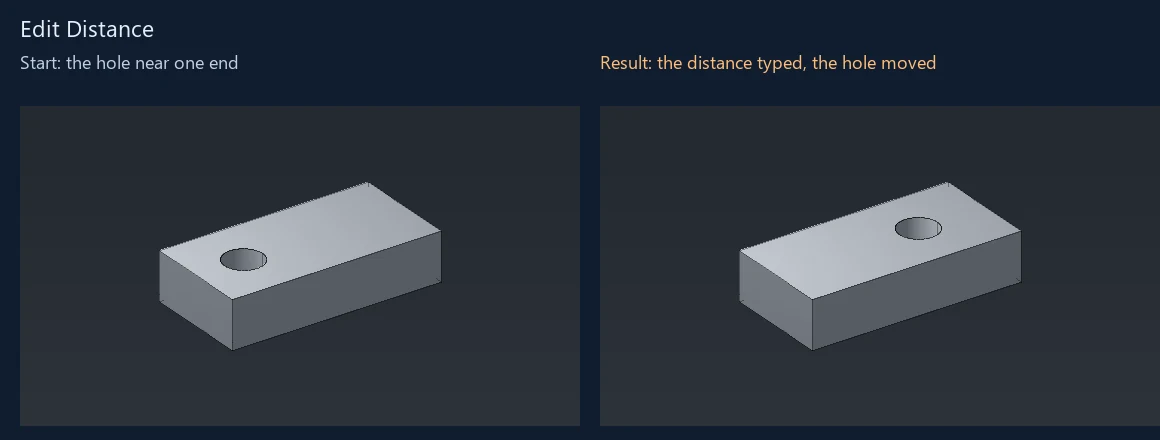 Edit Distance
Start: the hole near one end
Result: the distance typed, the hole moved